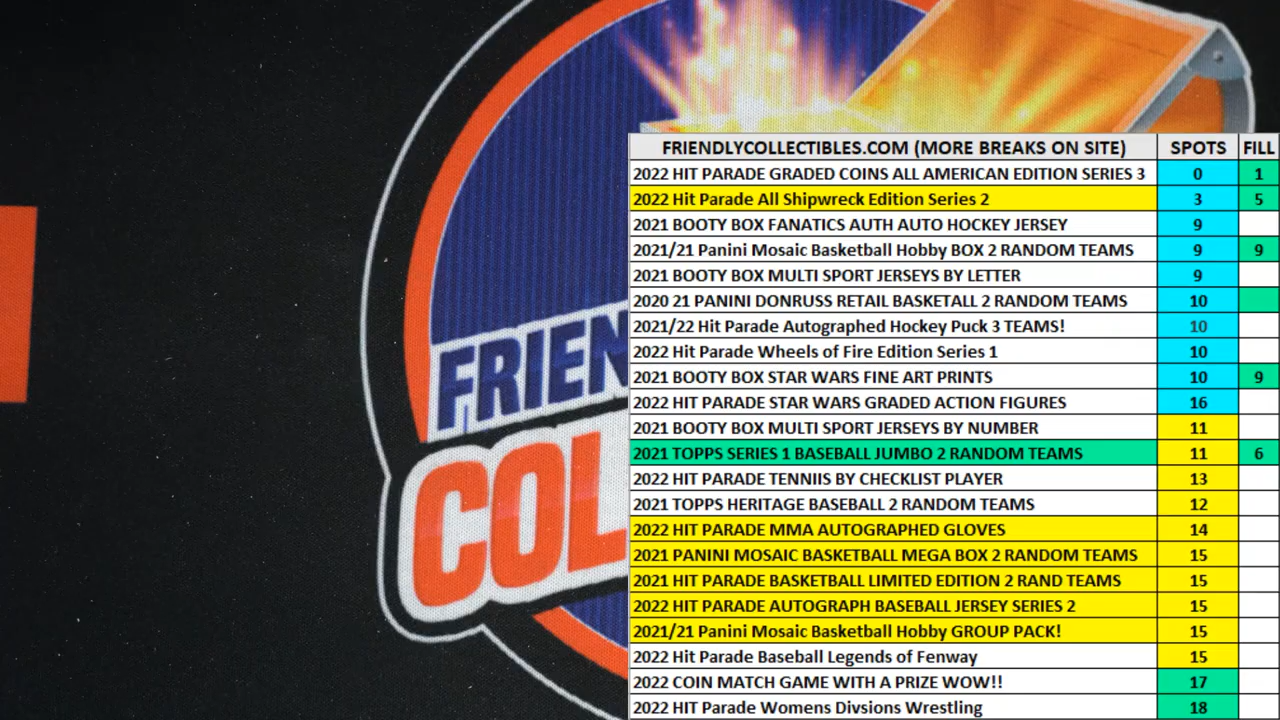 FRIEN
COL
FRIENDLYCOLLECTIBLES.COM (MORE BREAKS ON SITE) SPOTS FILL
2022 HIT PARADE GRADED COINS ALL AMERICAN EDITION SERIES 3 0 1
2022 Hit Parade All Shipwreck Edition Series 2 3 5
2021 BOOTY BOX FANATICS AUTH AUTO HOCKEY JERSEY 9
2021/21 Panini Mosaic Basketball Hobby BOX 2 RANDOM TEAMS 9 9
2021 BOOTY BOX MULTI SPORT JERSEYS BY LETTER 9
2020 21 PANINI DONRUSS RETAIL BASKETALL 2 RANDOM TEAMS 10
2021/22 Hit Parade Autographed Hockey Puck 3 TEAMS! 10
2022 Hit Parade Wheels of Fire Edition Series 1 10
2021 BOOTY BOX STAR WARS FINE ART PRINTS 10 9
2022 HIT PARADE STAR WARS GRADED ACTION FIGURES 16
2021 BOOTY BOX MULTI SPORT JERSEYS BY NUMBER 11
2021 TOPPS SERIES 1 BASEBALL JUMBO 2 RANDOM TEAMS 11 6
2022 HIT PARADE TENNIIS BY CHECKLIST PLAYER 13
2021 TOPPS HERITAGE BASEBALL 2 RANDOM TEAMS 12
2022 HIT PARADE MMA AUTOGRAPHED GLOVES 14
2021 PANINI MOSAIC BASKETBALL MEGA BOX 2 RANDOM TEAMS 15
2021 HIT PARADE BASKETBALL LIMITED EDITION 2 RAND TEAMS 15
2022 HIT PARADE AUTOGRAPH BASEBALL JERSEY SERIES 2 15
2021/21 Panini Mosaic Basketball Hobby GROUP PACK! 15
2022 Hit Parade Baseball Legends of Fenway 15
2022 COIN MATCH GAME WITH A PRIZE WOW!! 17
2022 HIT Parade Womens Divsions Wrestling 18